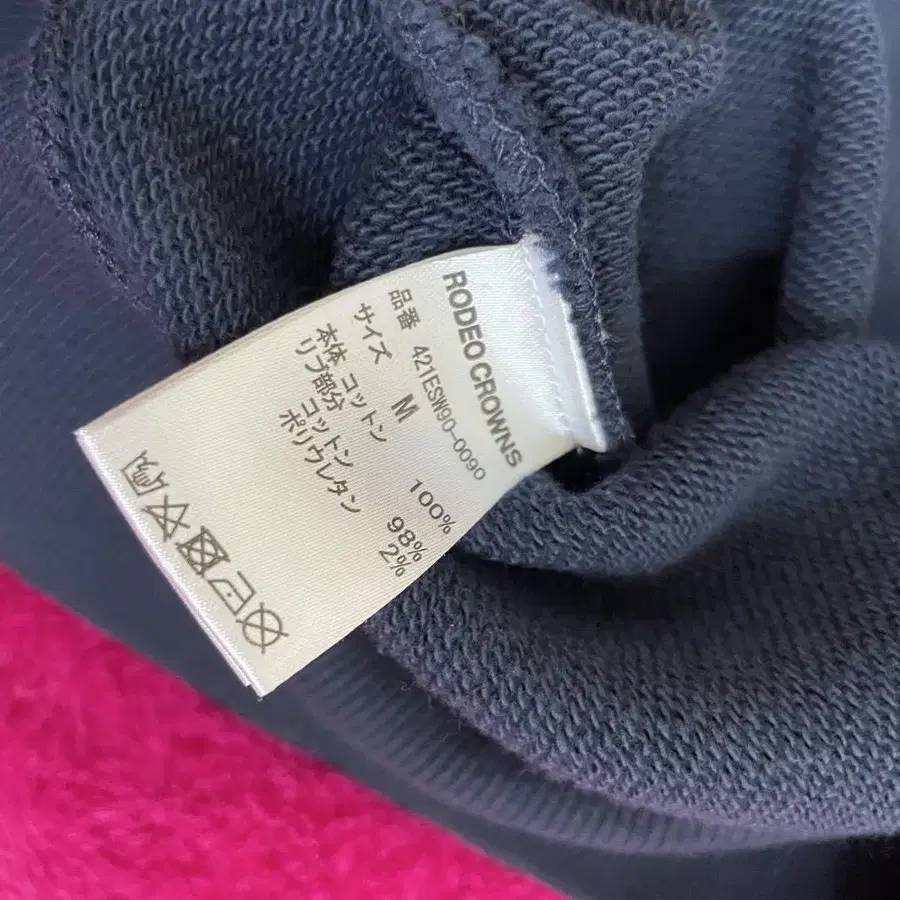 RODEO CROWNS
品番 421ESW90-0090
サイズ M
本体 コットン 100%
リブ部分 コットン 98%
ポリウレタン 2%